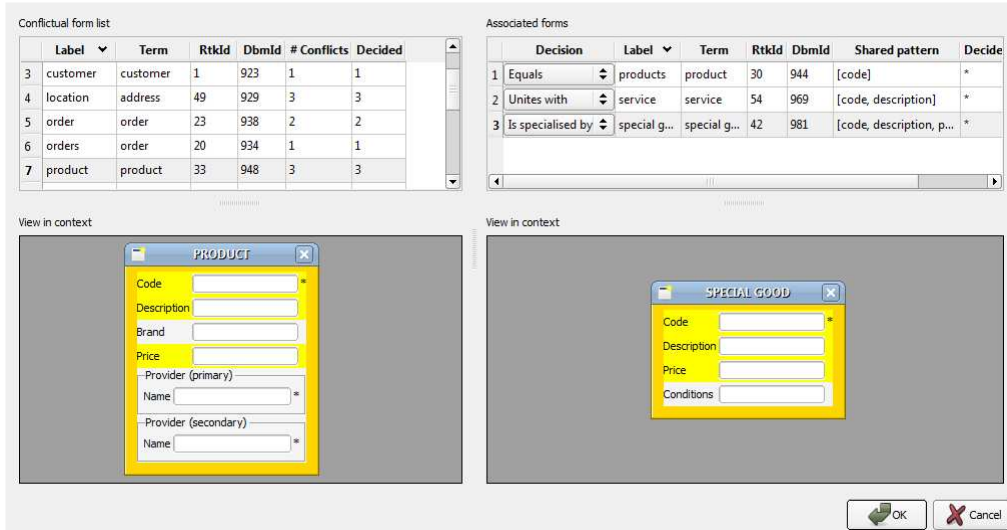 Conflictual form list
Label Term RtkId DbmId # Conflicts Decided
3 customer customer 1 923 1 1
4 location address 49 929 3 3
5 order order 23 938 2 2
6 orders order 20 934 1 1
7 product product 33 948 3 3
Associated forms
Decision Label Term RtkId DbmId Shared pattern Decide
1 Equals products product 30 944 [code] *
2 Unites with service service 54 969 [code, description] *
3 Is specialised by special g... special g... 42 981 [code, description, p... *
View in context
PRODUCT
Code *
Description
Brand
Price
Provider (primary)
Name *
Provider (secondary)
Name *
View in context
SPECIAL GOOD
Code *
Description
Price
Conditions
OK Cancel